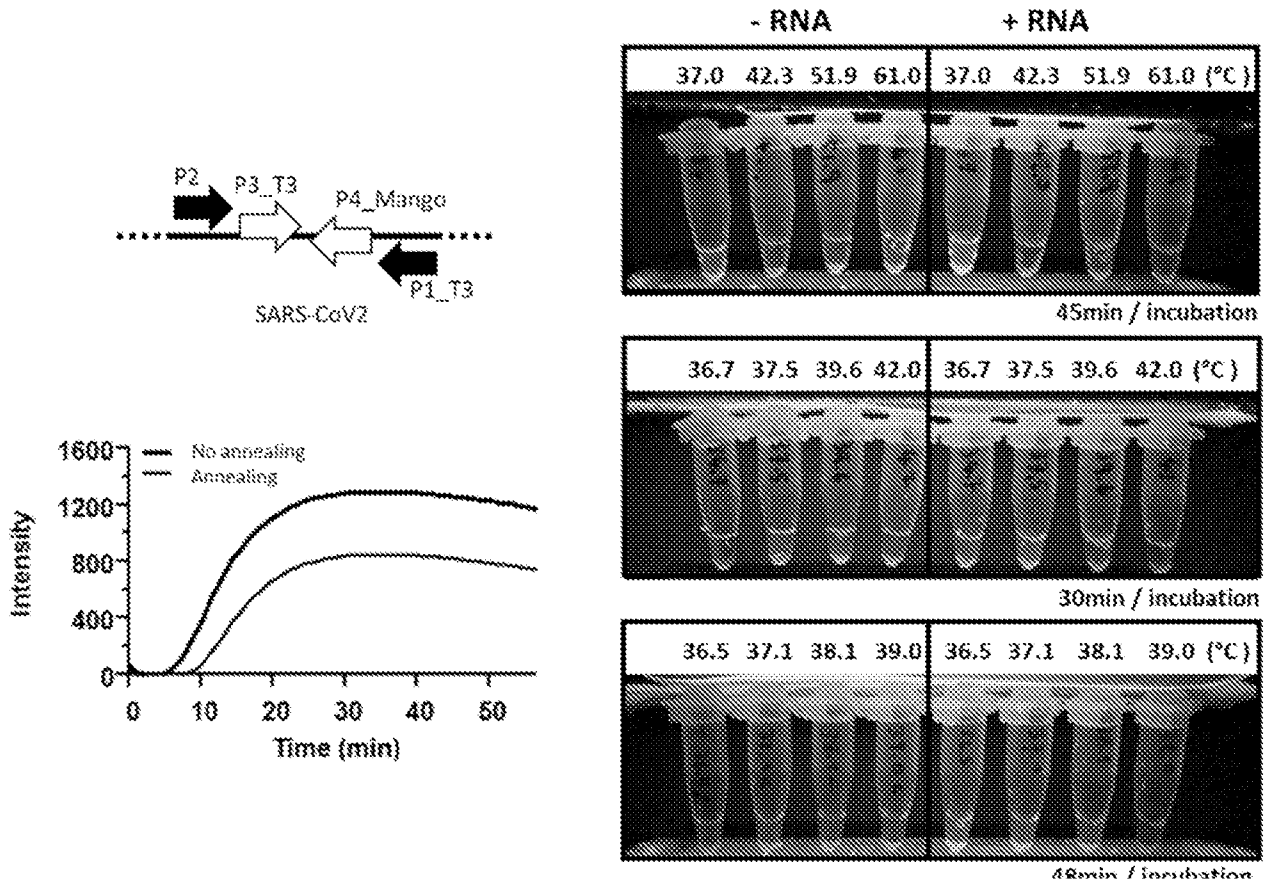 - RNA + RNA
37.0 42.3 51.9 61.0 37.0 42.3 51.9 61.0 (°C)
45min / incubation
36.7 37.5 39.6 42.0 36.7 37.5 39.6 42.0 (°C)
30min / incubation
36.5 37.1 38.1 39.0 36.5 37.1 38.1 39.0 (°C)
48min / incubation
P2
P3_T3
P4_Mango
P1_T3
SARS-CoV2
No annealing
Annealing
1600
1200
800
400
0
Intensity
0 10 20 30 40 50
Time (min)